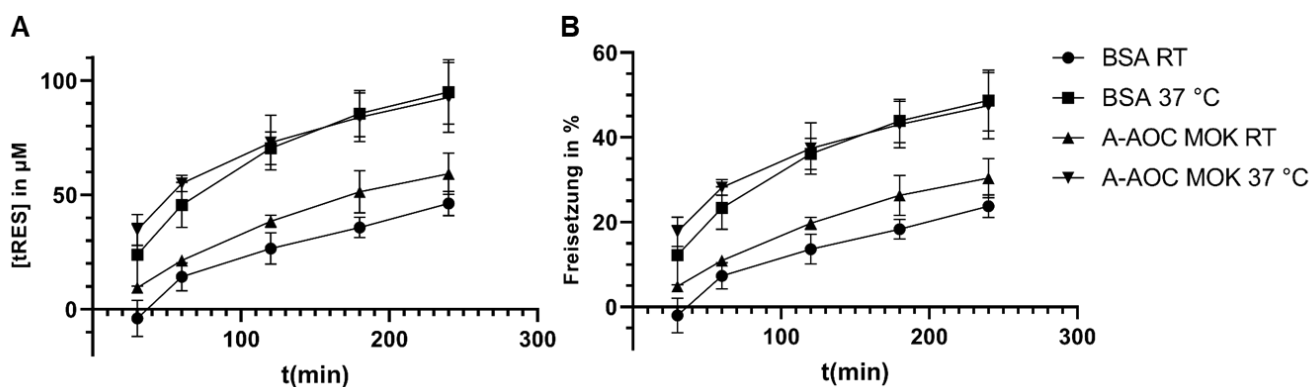 A
[tRES] in µM
100
50
0
100
200
300
t(min)
B
Freisetzung in %
60
40
20
0
100
200
300
t(min)
BSA RT
BSA 37 °C
A-AOC MOK RT
A-AOC MOK 37 °C